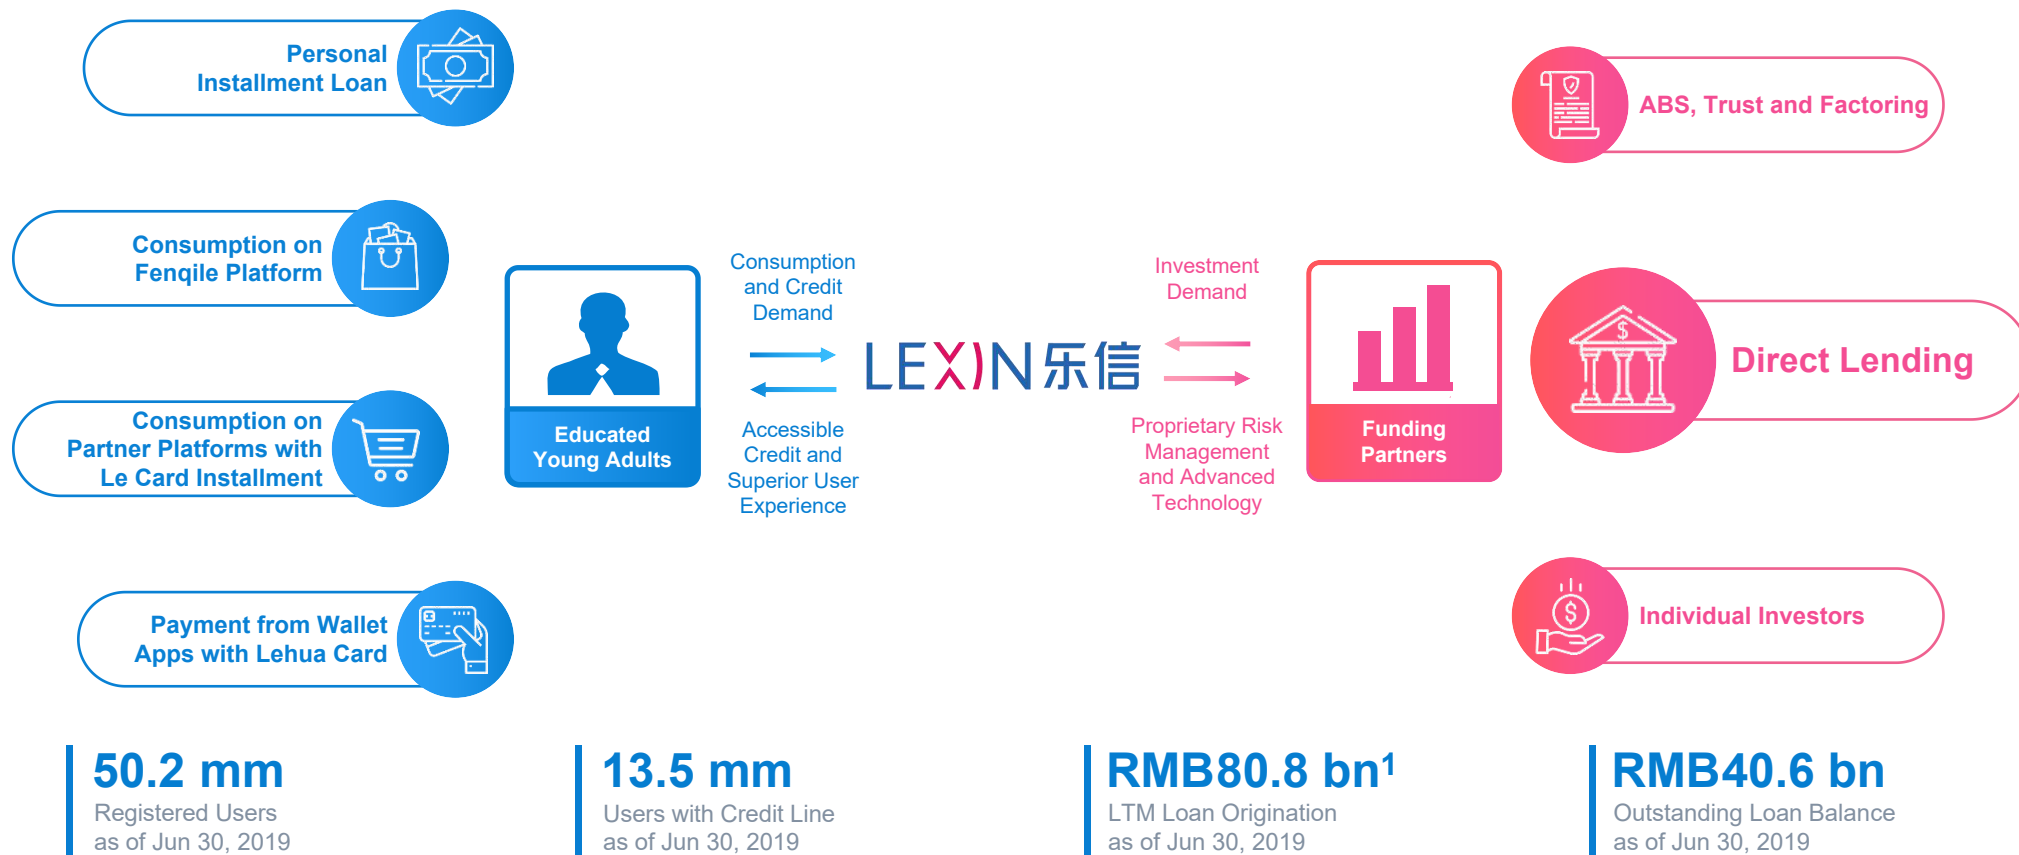 Personal
Installment Loan
Consumption on
Fenqile Platform
Consumption on
Partner Platforms with
Le Card Installment
Payment from Wallet
Apps with Lehua Card
Educated
Young Adults
Consumption
and Credit
Demand
Accessible
Credit and
Superior User
Experience
LEXIN乐信
Investment
Demand
Proprietary Risk
Management
and Advanced
Technology
Funding
Partners
ABS, Trust and Factoring
$
Direct Lending
$
Individual Investors
50.2 mm
Registered Users
as of Jun 30, 2019
13.5 mm
Users with Credit Line
as of Jun 30, 2019
RMB80.8 bn¹
LTM Loan Origination
as of Jun 30, 2019
RMB40.6 bn
Outstanding Loan Balance
as of Jun 30, 2019